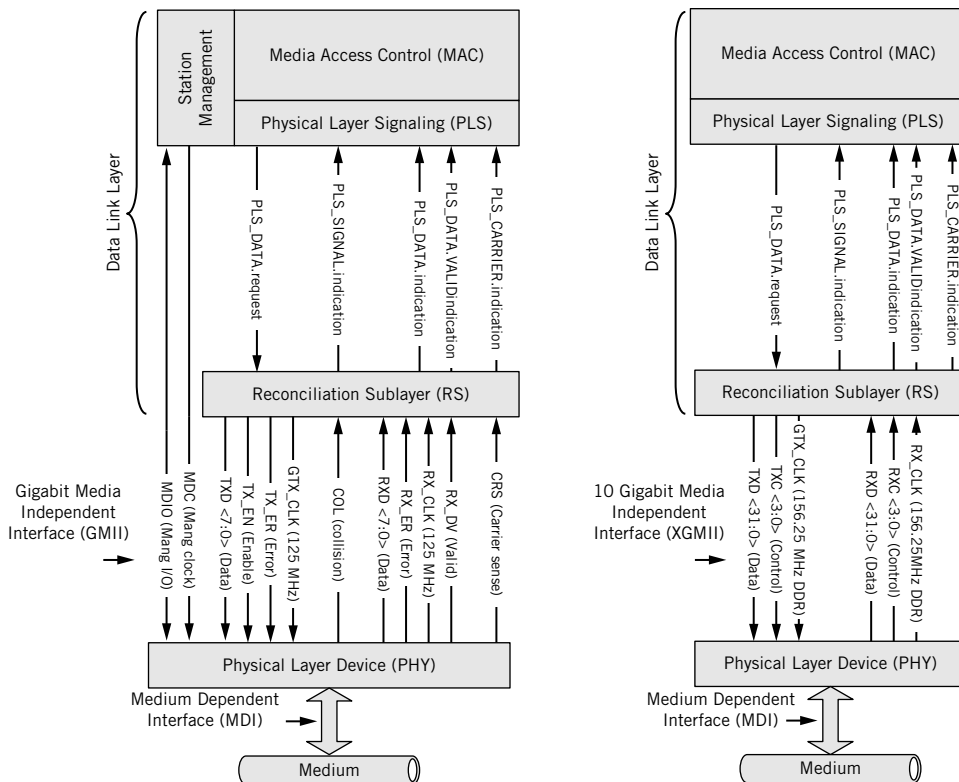 Data Link Layer
Station
Management
Media Access Control (MAC)
Physical Layer Signaling (PLS)
PLS_DATA.request
PLS_SIGNAL.indication
PLS_DATA.indication
PLS_DATA.VALIDindication
PLS_CARRIER.indication
Reconciliation Sublayer (RS)
Gigabit Media
Independent
Interface (GMII)
MDIO (Mang I/O)
MDC (Mang clock)
TXD <7:0> (Data)
TX_EN (Enable)
TX_ER (Error)
GTX_CLK (125 MHz)
COL (collision)
RXD <7:0> (Data)
RX_ER (Error)
RX_CLK (125 MHz)
RX_DV (Valid)
CRS (Carrier sense)
Physical Layer Device (PHY)
Medium Dependent
Interface (MDI)
Medium
Data Link Layer
Media Access Control (MAC)
Physical Layer Signaling (PLS)
PLS_DATA.request
PLS_SIGNAL.indication
PLS_DATA.indication
PLS_DATA.VALIDindication
PLS_CARRIER.indication
Reconciliation Sublayer (RS)
10 Gigabit Media
Independent
Interface (XGMII)
TXD <31:0> (Data)
TXC <3:0> (Control)
GTX_CLK (156.25 MHz DDR)
RXD <31:0> (Data)
RXC <3:0> (Control)
RX_CLK (156.25MHz DDR)
Physical Layer Device (PHY)
Medium Dependent
Interface (MDI)
Medium